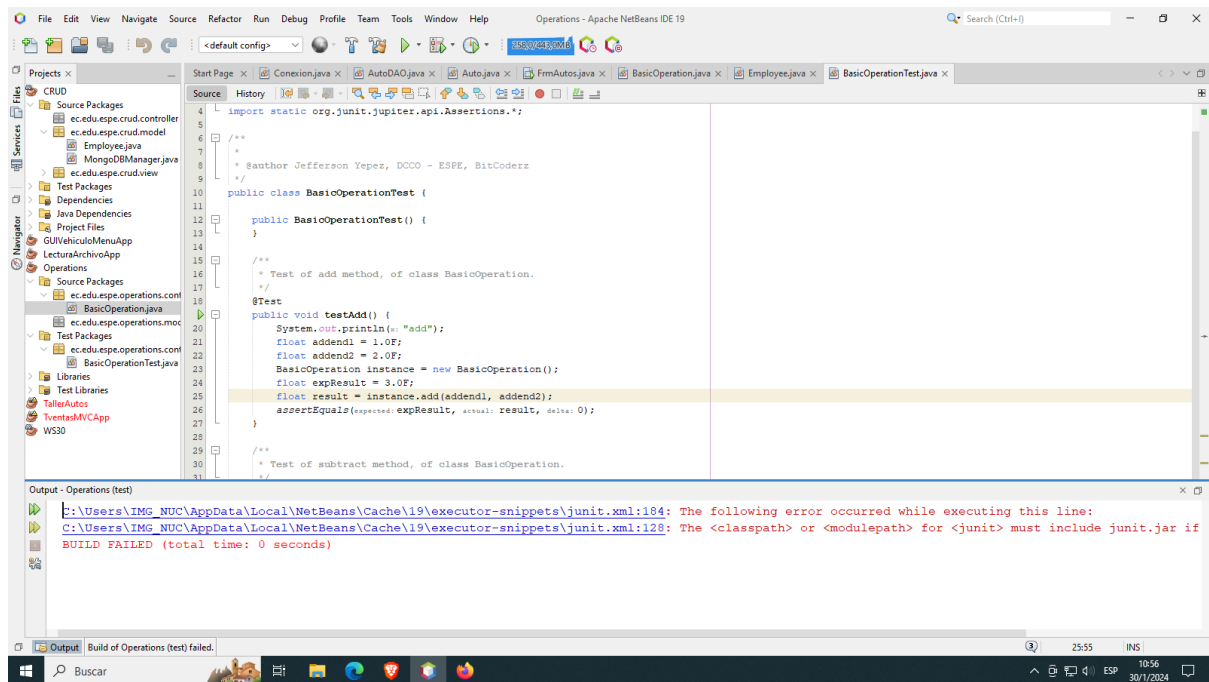 File Edit View Navigate Source Refactor Run Debug Profile Team Tools Window Help Operations - Apache NetBeans IDE 19 Search (Ctrl+I)
<default config> 258,0/443,0MB
Projects
Start Page Conexion.java AutoDAO.java Auto.java FrmAutos.java BasicOperation.java Employee.java BasicOperationTest.java
Source History
Files
Services
Navigator
CRUD
Source Packages
ec.edu.espe.crud.controller
ec.edu.espe.crud.model
Employee.java
MongoDBManager.java
ec.edu.espe.crud.view
Test Packages
Dependencies
Java Dependencies
Project Files
GUIVehiculoMenuApp
LecturaArchivoApp
Operations
Source Packages
ec.edu.espe.operations.cont
BasicOperation.java
ec.edu.espe.operations.moc
Test Packages
ec.edu.espe.operations.cont
BasicOperationTest.java
Libraries
Test Libraries
TallerAutos
TventasMVCApp
WS30
4 import static org.junit.jupiter.api.Assertions.*;
5
6 /**
7 *
8 * @author Jefferson Yepez, DCCO - ESPE, BitCoderz
9 */
10 public class BasicOperationTest {
11
12 public BasicOperationTest() {
13 }
14
15 /**
16 * Test of add method, of class BasicOperation.
17 */
18 @Test
public void testAdd() {
20 System.out.println(x: "add");
21 float addend1 = 1.0F;
22 float addend2 = 2.0F;
23 BasicOperation instance = new BasicOperation();
24 float expResult = 3.0F;
25 float result = instance.add(addend1, addend2);
26 assertEquals(expected: expResult, actual: result, delta: 0);
27 }
28
29 /**
30 * Test of subtract method, of class BasicOperation.
31 */
Output - Operations (test)
C:\Users\IMG_NUC\AppData\Local\NetBeans\Cache\19\executor-snippets\junit.xml:184: The following error occurred while executing this line:
C:\Users\IMG_NUC\AppData\Local\NetBeans\Cache\19\executor-snippets\junit.xml:128: The <classpath> or <modulepath> for <junit> must include junit.jar if
BUILD FAILED (total time: 0 seconds)
Output Build of Operations (test) failed. 3 25:55 INS
Buscar ESP 10:56
30/1/2024